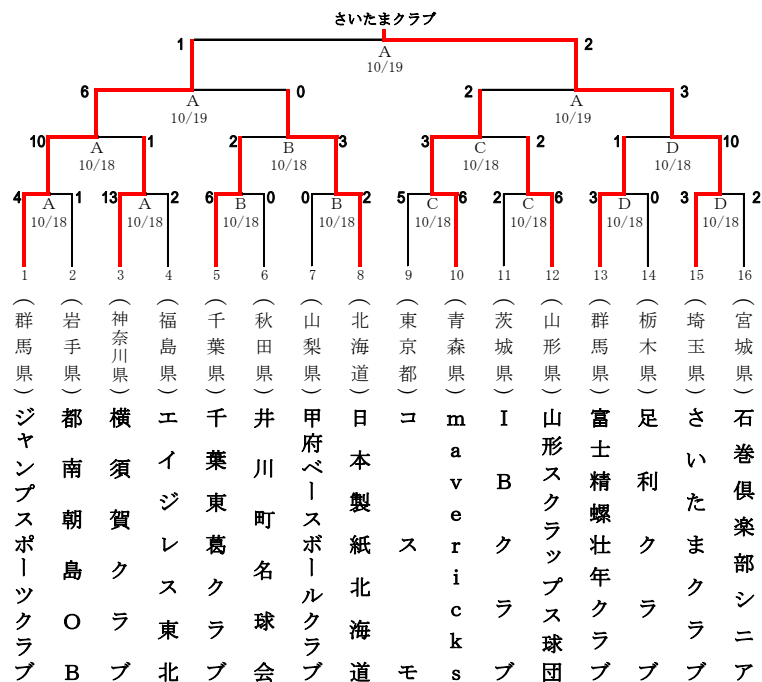 さいたまクラブ
1 2
A
10/19
6 0 2 3
A A
10/19 10/19
10 1 2 3 3 2 1 10
A B C D
10/18 10/18 10/18 10/18
4 1 13 2 6 0 0 2 5 6 2 6 3 0 3 2
A A B B C C D D
10/18 10/18 10/18 10/18 10/18 10/18 10/18 10/18
1 2 3 4 5 6 7 8 9 10 11 12 13 14 15 16
(群馬県)ジャンプスポーツクラブ
(岩手県)都南朝島OB
(神奈川県)横須賀クラブ
(福島県)エイジレス東北
(千葉県)千葉東葛クラブ
(秋田県)井川町名球会
(山梨県)甲府ベースボールクラブ
(北海道)日本製紙北海道
(東京都)コスモ
(青森県)mavericks
(茨城県)IBクラブ
(山形県)山形スクラップス球団
(群馬県)富士精螺壮年クラブ
(栃木県)足利クラブ
(埼玉県)さいたまクラブ
(宮城県)石巻倶楽部シニア